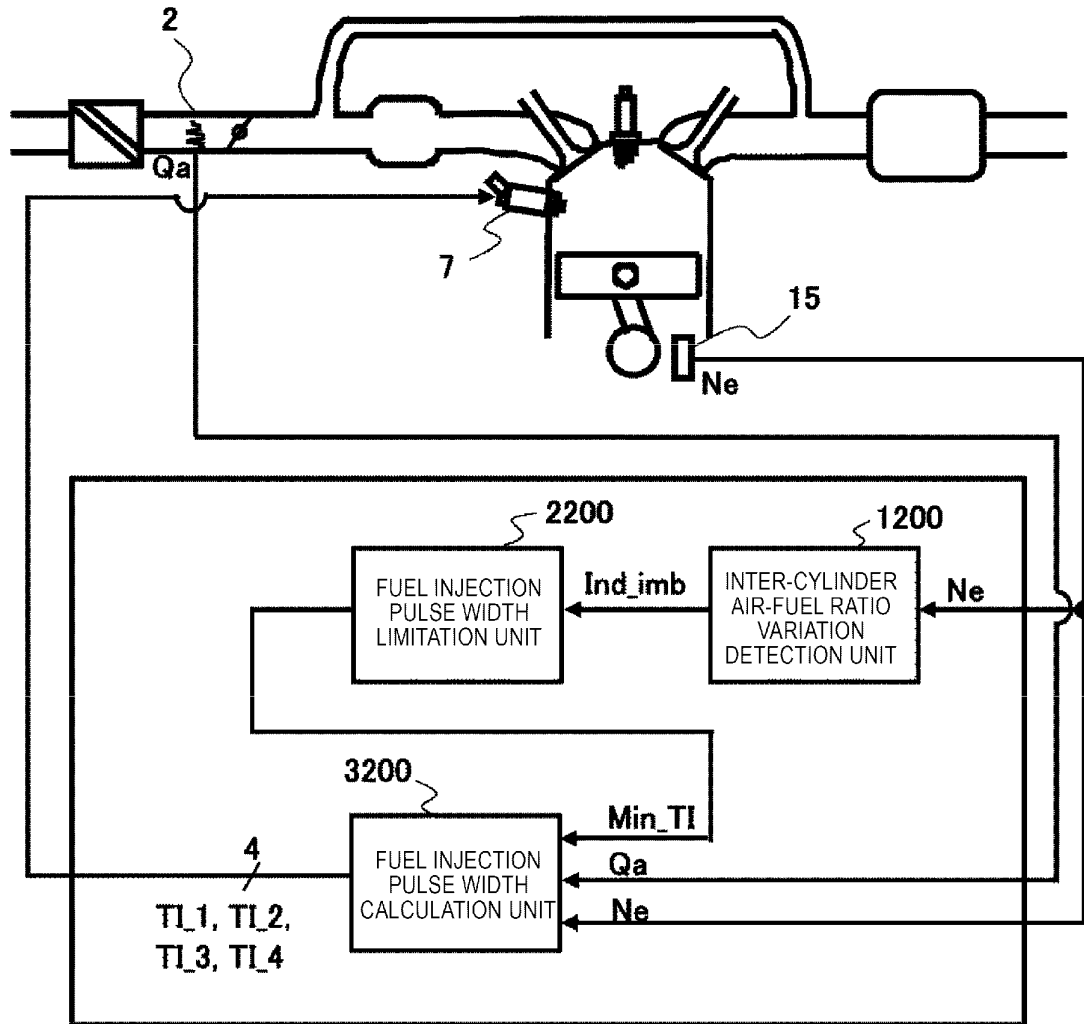 2
Qa
7
15
Ne
2200
1200
FUEL INJECTION
PULSE WIDTH
LIMITATION UNIT
Ind_imb
INTER-CYLINDER
AIR-FUEL RATIO
VARIATION
DETECTION UNIT
Ne
3200
Min_TI
FUEL INJECTION
PULSE WIDTH
CALCULATION UNIT
Qa
Ne
4
TI_1, TI_2,
TI_3, TI_4